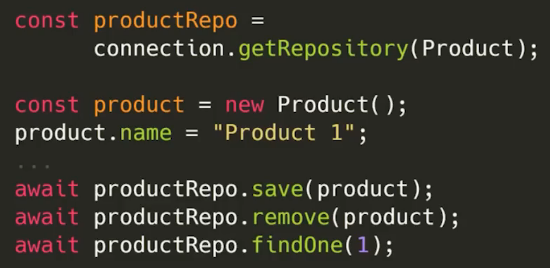 const productRepo =
connection.getRepository(Product);
const product = new Product();
product.name = "Product 1";
...
await productRepo.save(product);
await productRepo.remove(product);
await productRepo.findOne(1);